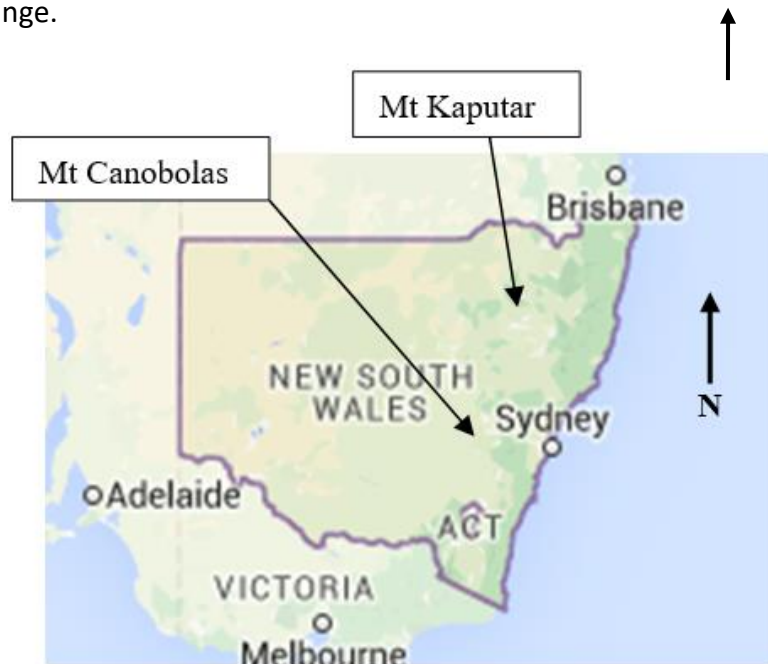 nge.
Mt Kaputar
Mt Canobolas
Brisbane
NEW SOUTH
WALES
Sydney
N
Adelaide
ACT
VICTORIA
Melbourne